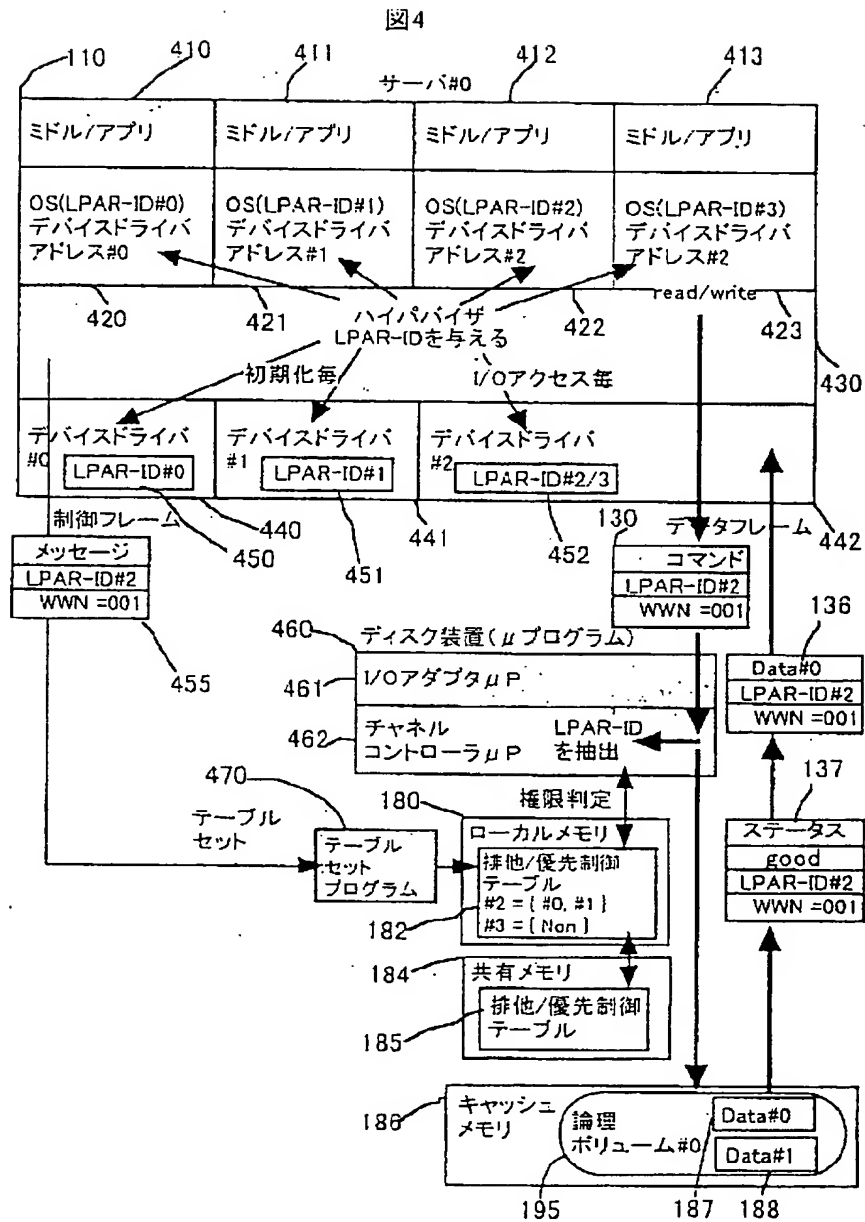 図4
110
410
411
412
413
サーバ#0
ミドル/アプリ
ミドル/アプリ
ミドル/アプリ
ミドル/アプリ
OS(LPAR-ID#0)
デバイスドライバ
アドレス#0
OS(LPAR-ID#1)
デバイスドライバ
アドレス#1
OS(LPAR-ID#2)
デバイスドライバ
アドレス#2
OS(LPAR-ID#3)
デバイスドライバ
アドレス#2
420
421
422
read/write
423
ハイパバイザ
LPAR-IDを与える
430
初期化毎
I/Oアクセス毎
デバイスドライバ
#0
LPAR-ID#0
デバイスドライバ
#1
LPAR-ID#1
デバイスドライバ
#2
LPAR-ID#2/3
制御フレーム
440
450
441
451
452
130
データフレーム
442
メッセージ
LPAR-ID#2
WWN=001
455
コマンド
LPAR-ID#2
WWN=001
136
Data#0
LPAR-ID#2
WWN=001
460
ディスク装置(μプログラム)
461
I/OアダプタμP
462
チャネル
コントローラμP
LPAR-ID
を抽出
137
ステータス
good
LPAR-ID#2
WWN=001
470
180
権限判定
テーブル
セット
テーブル
セット
プログラム
ローカルメモリ
排他/優先制御
テーブル
#2={#0,#1}
#3={Non}
182
184
共有メモリ
排他/優先制御
テーブル
185
186
キャッシュ
メモリ
論理
ボリューム#0
Data#0
Data#1
195
187
188